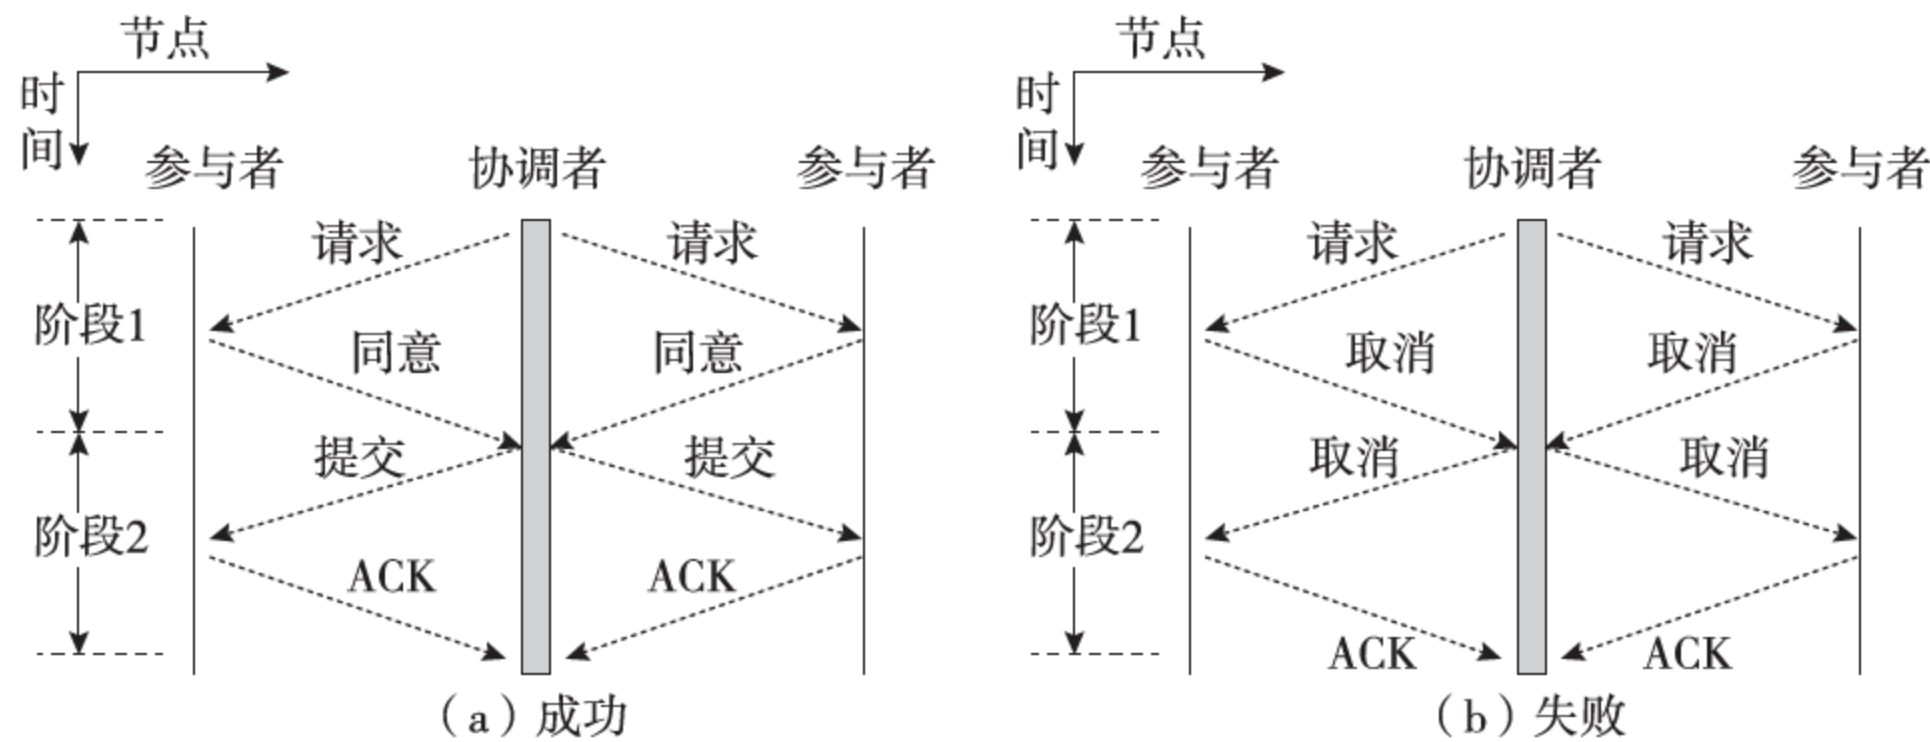 节点
时间
参与者 协调者 参与者
请求 请求
阶段1
同意 同意
提交 提交
阶段2
ACK ACK
（a）成功
节点
时间
参与者 协调者 参与者
请求 请求
阶段1
取消 取消
取消 取消
阶段2
ACK ACK
（b）失败